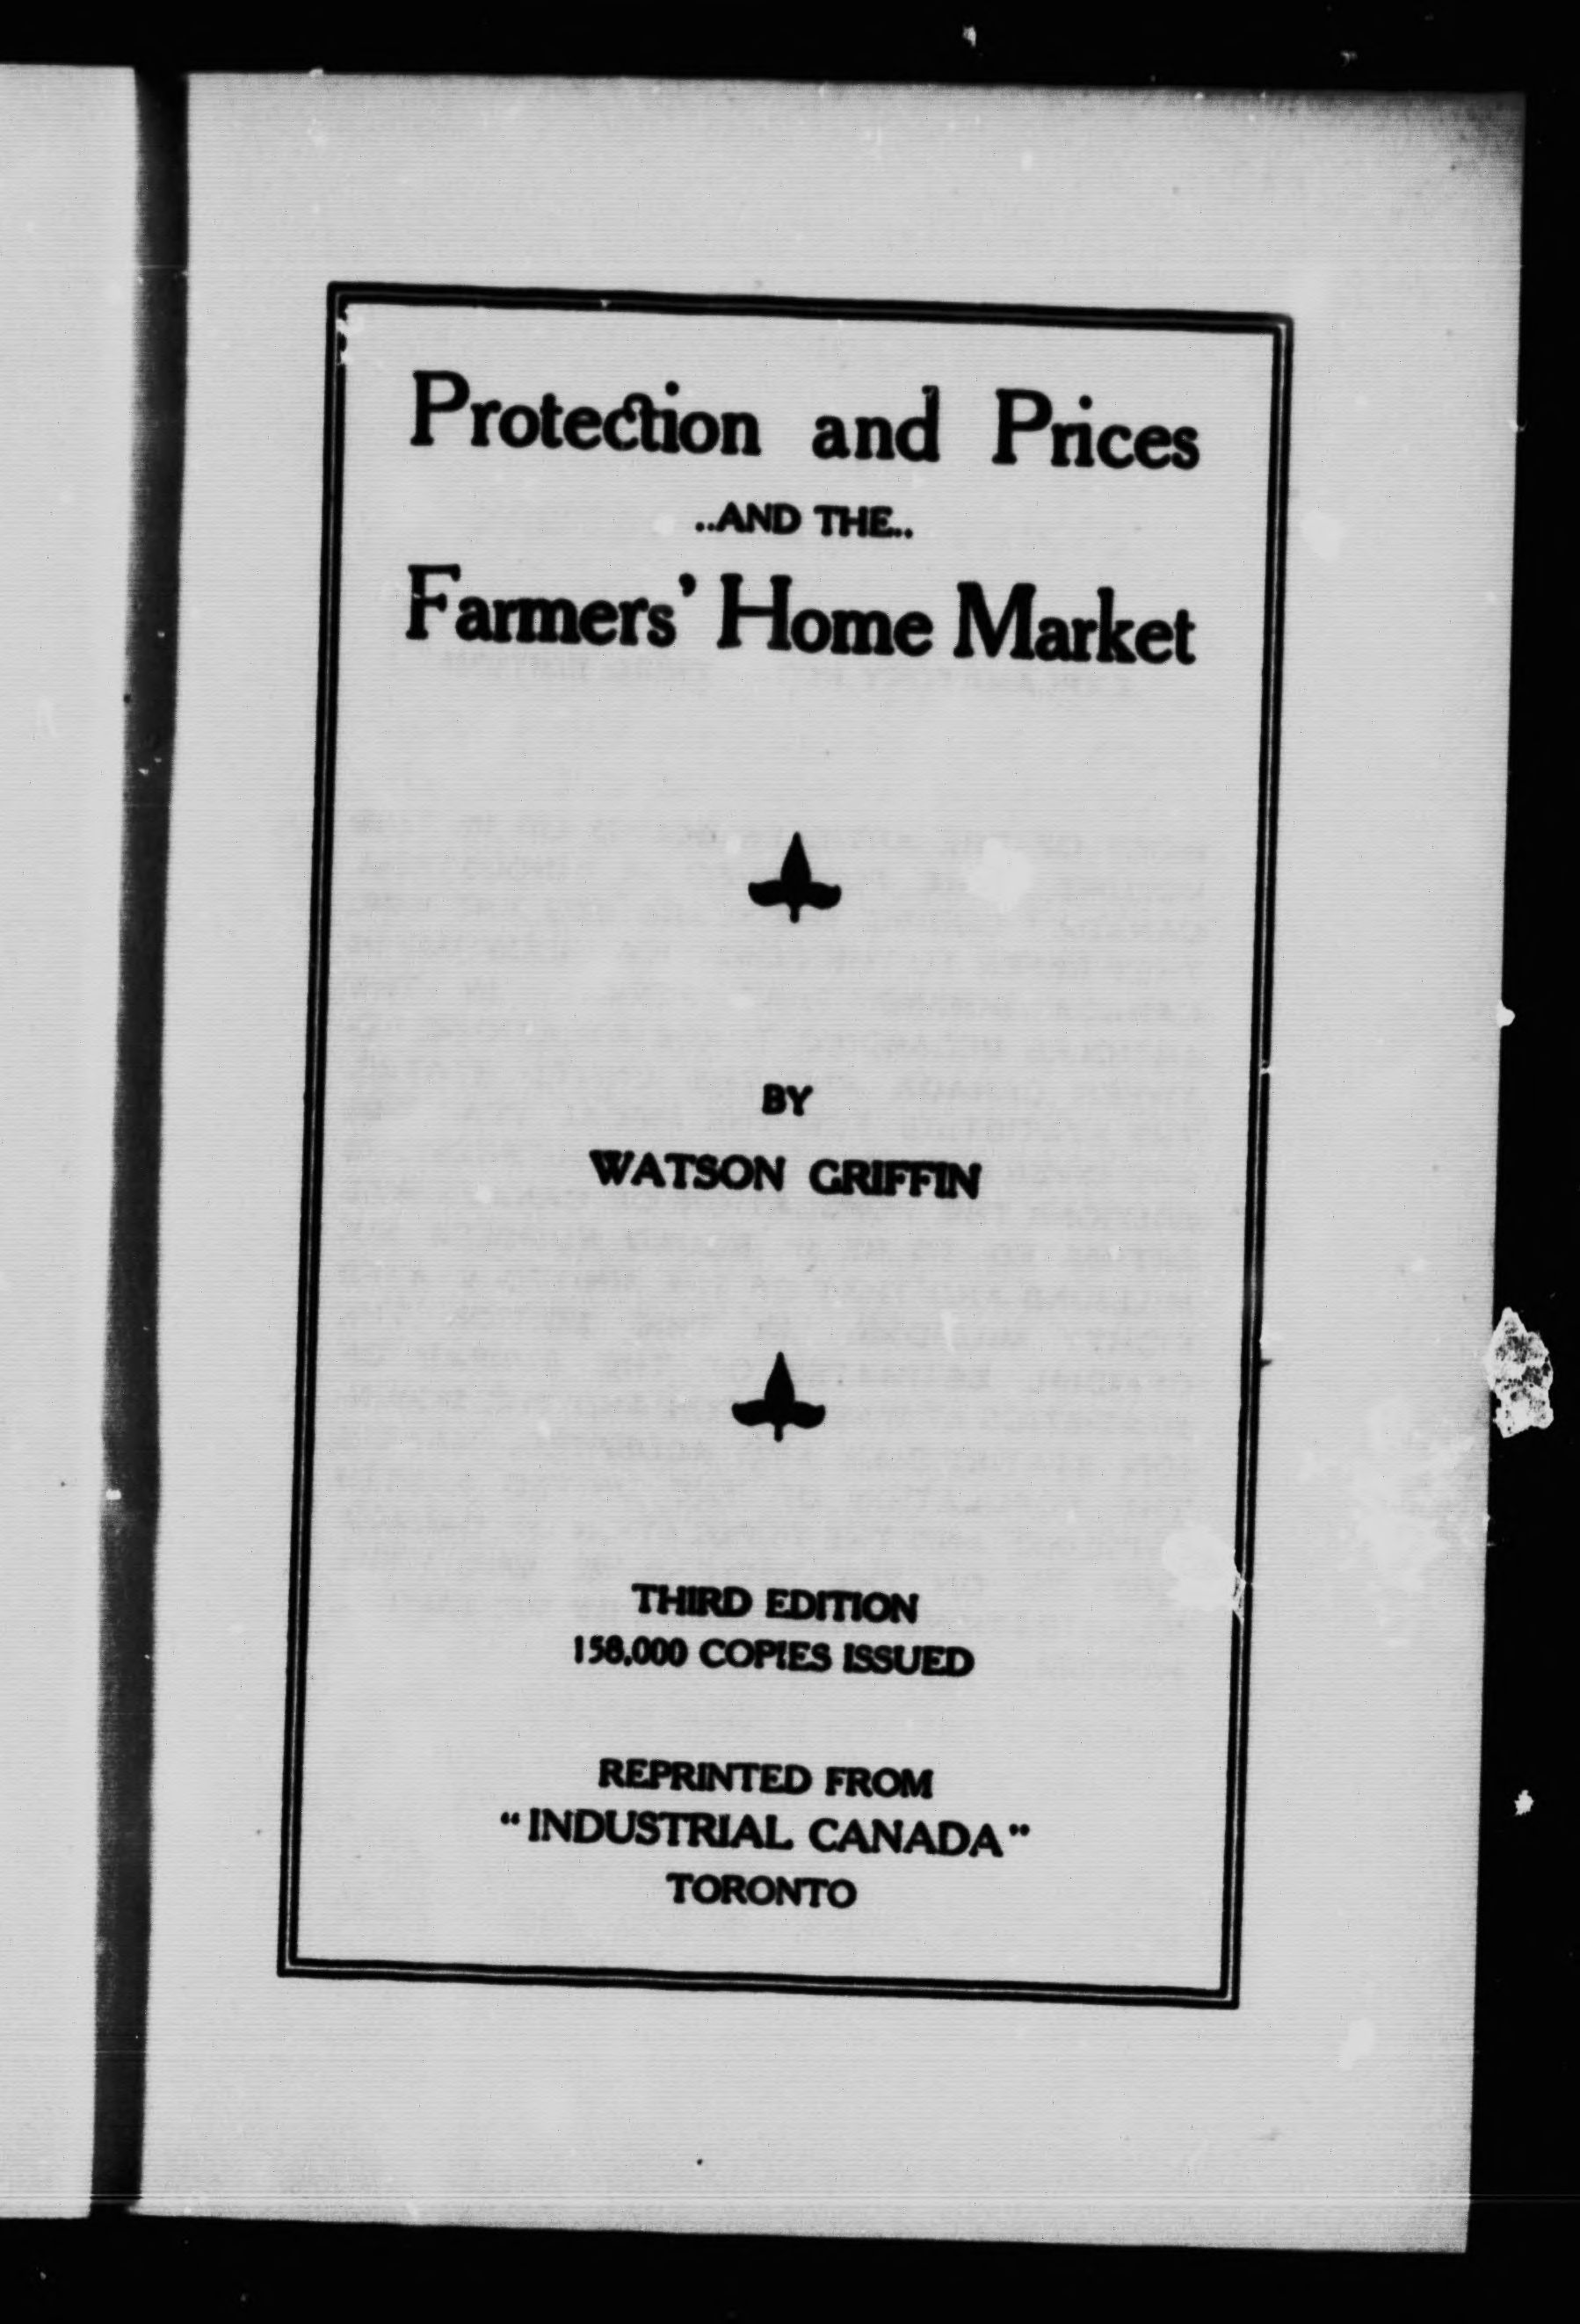 Protection and Prices
..AND THE..
Farmers' Home Market
BY
WATSON GRIFFIN
THIRD EDITION
158,000 COPIES ISSUED
REPRINTED FROM
"INDUSTRIAL CANADA"
TORONTO